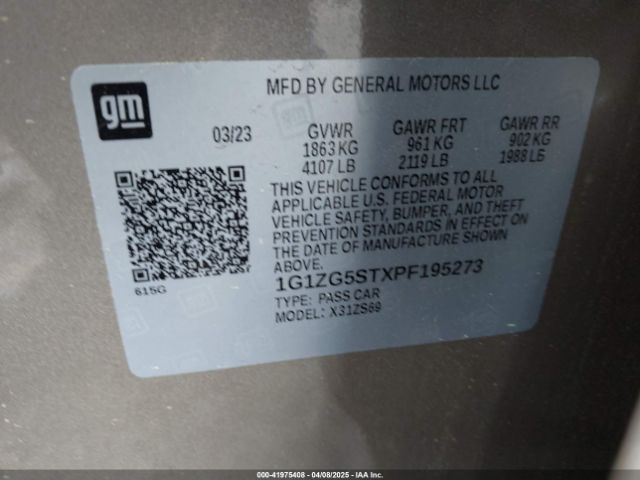 gm
MFD BY GENERAL MOTORS LLC
03/23 GVWR GAWR FRT GAWR RR
1863 KG 961 KG 902 KG
4107 LB 2119 LB 1988 LB
THIS VEHICLE CONFORMS TO ALL
APPLICABLE U.S. FEDERAL MOTOR
VEHICLE SAFETY, BUMPER, AND THEFT
PREVENTION STANDARDS IN EFFECT ON
THE DATE OF MANUFACTURE SHOWN
ABOVE.
615G
1G1ZG5STXPF195273
TYPE: PASS CAR
MODEL: X31ZS69
00-41975408 - 04/08/2025 - © IAA, Inc.